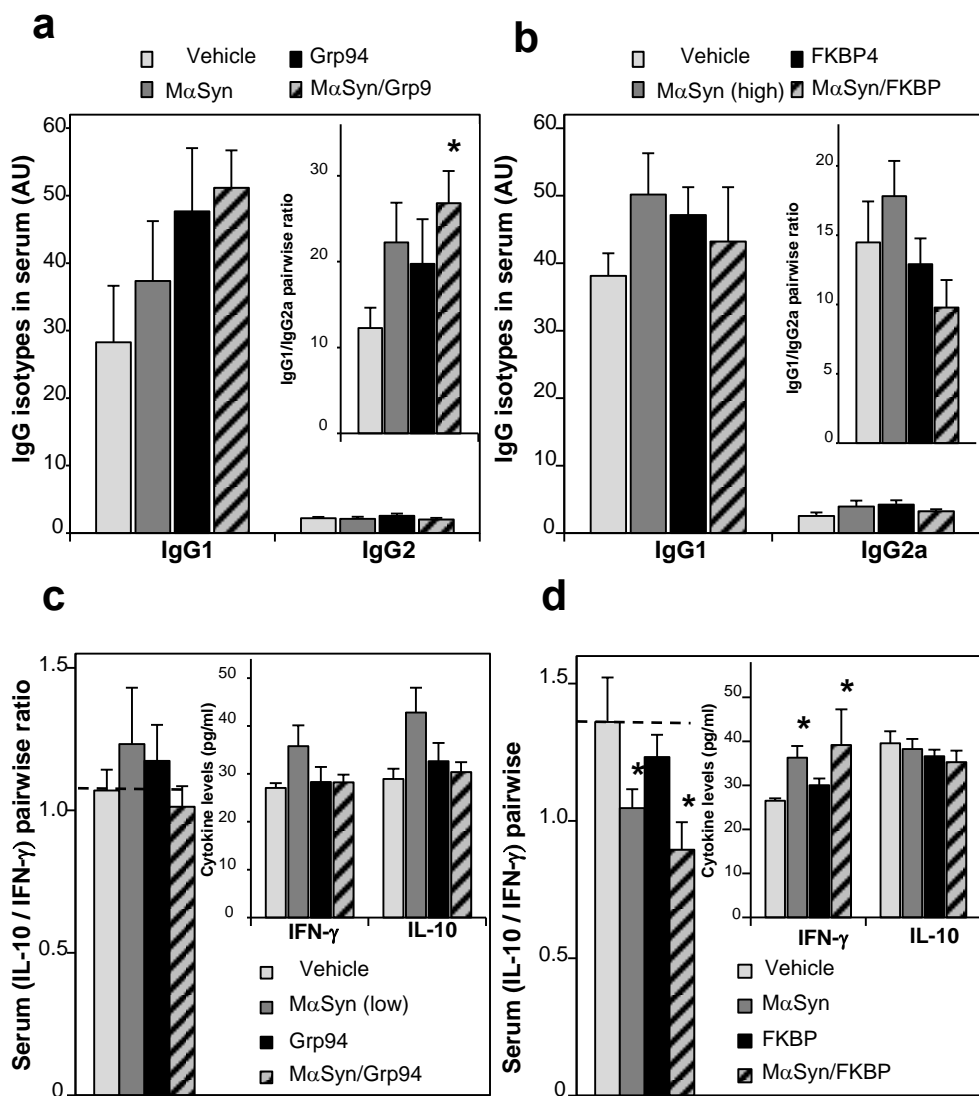 a
Vehicle
Grp94
MαSyn
MαSyn/Grp9
IgG isotypes in serum (AU)
60
50
40
30
20
10
0
IgG1/IgG2a pairwise ratio
30
20
10
0
*
IgG1
IgG2
b
Vehicle
FKBP4
MαSyn (high)
MαSyn/FKBP
IgG isotypes in serum (AU)
60
50
40
30
20
10
0
IgG1/IgG2a pairwise ratio
20
15
10
5
0
IgG1
IgG2a
c
Serum (IL-10 / IFN-γ) pairwise ratio
1.5
1.0
0.5
0
Cytokine levels (pg/ml)
50
40
30
20
10
0
IFN-γ
IL-10
Vehicle
MαSyn (low)
Grp94
MαSyn/Grp94
d
Serum (IL-10 / IFN-γ) pairwise
1.5
1.0
0.5
0
*
*
Cytokine levels (pg/ml)
50
40
30
20
10
0
*
*
IFN-γ
IL-10
Vehicle
MαSyn
FKBP
MαSyn/FKBP